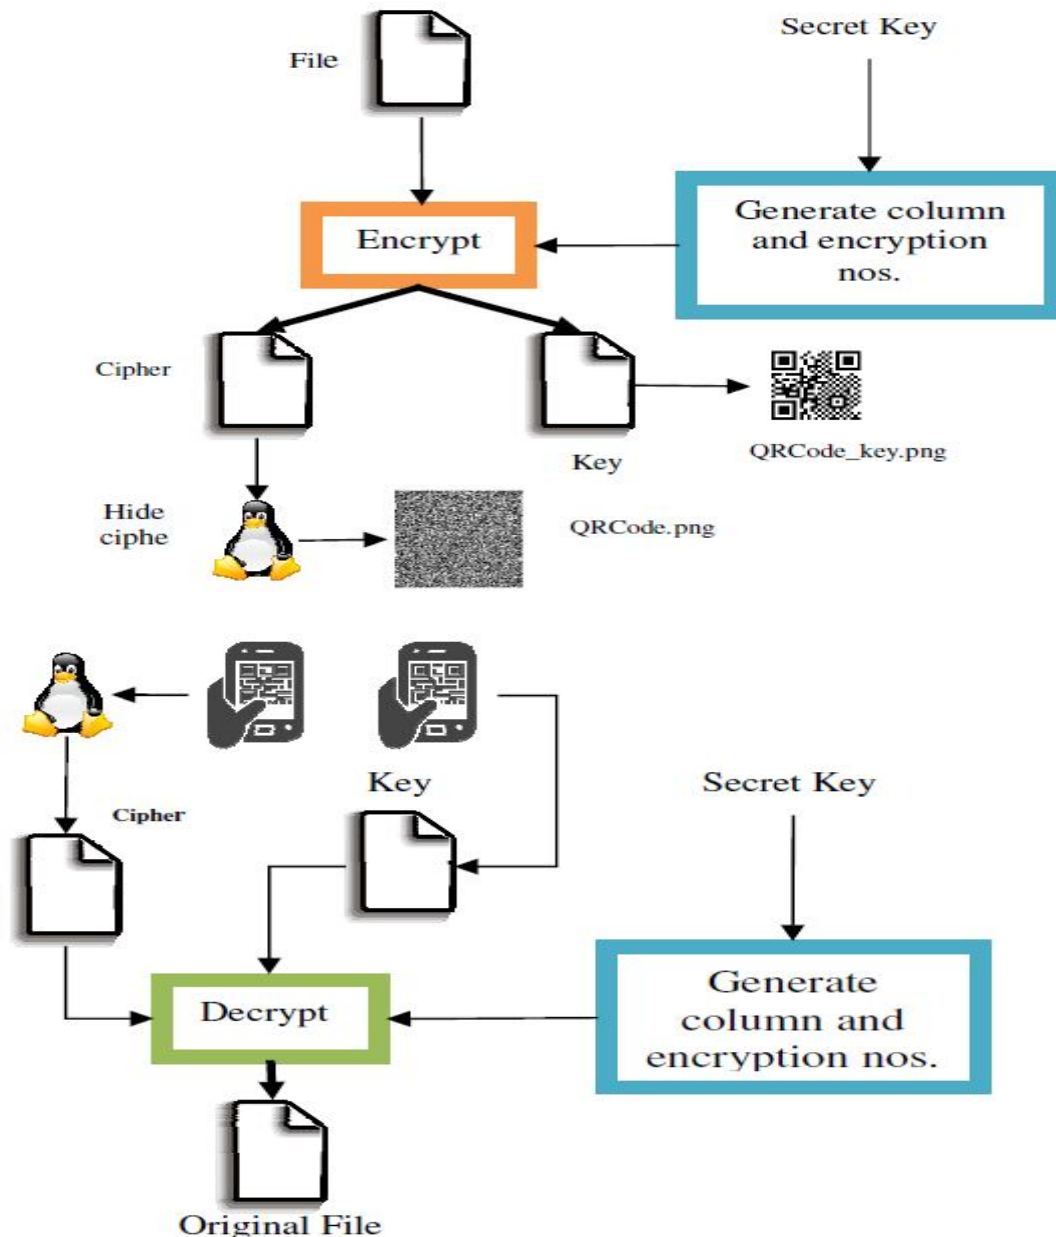 File
Secret Key
Encrypt
Generate column
and encryption
nos.
Cipher
Key
QRCode_key.png
Hide
ciphe
QRCode.png
Key
Secret Key
Cipher
Decrypt
Generate
column and
encryption nos.
Original File